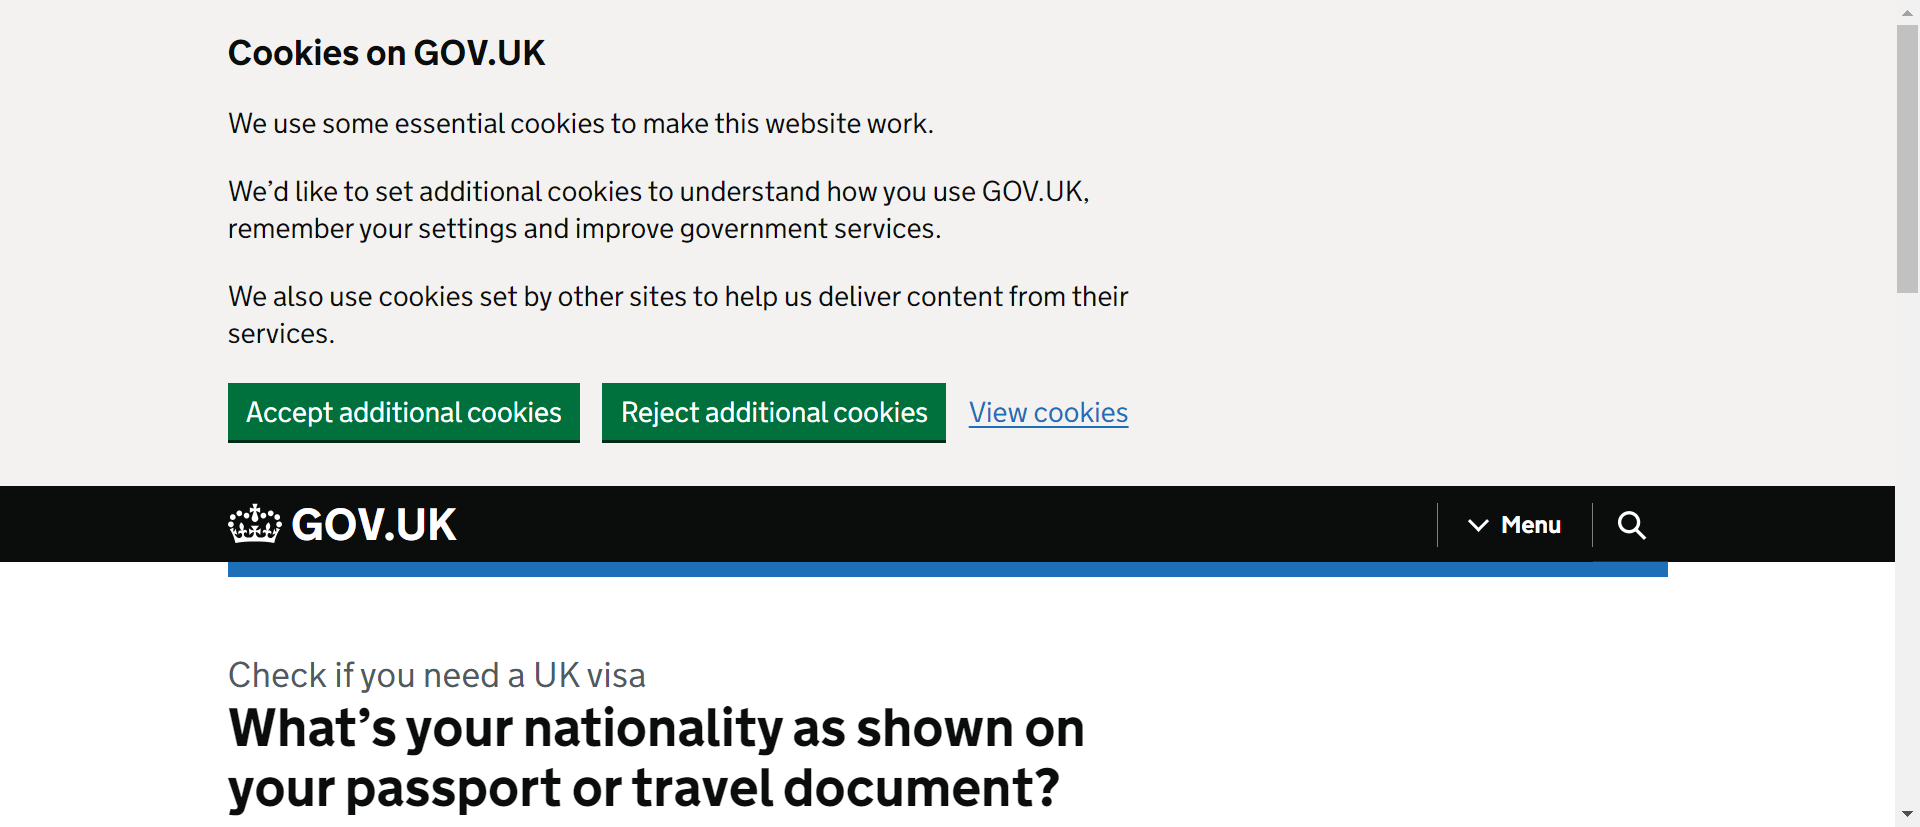 Cookies on GOV.UK
We use some essential cookies to make this website work.
We’d like to set additional cookies to understand how you use GOV.UK,
remember your settings and improve government services.
We also use cookies set by other sites to help us deliver content from their
services.
Accept additional cookies Reject additional cookies View cookies
GOV.UK Menu
Check if you need a UK visa
What’s your nationality as shown on
your passport or travel document?